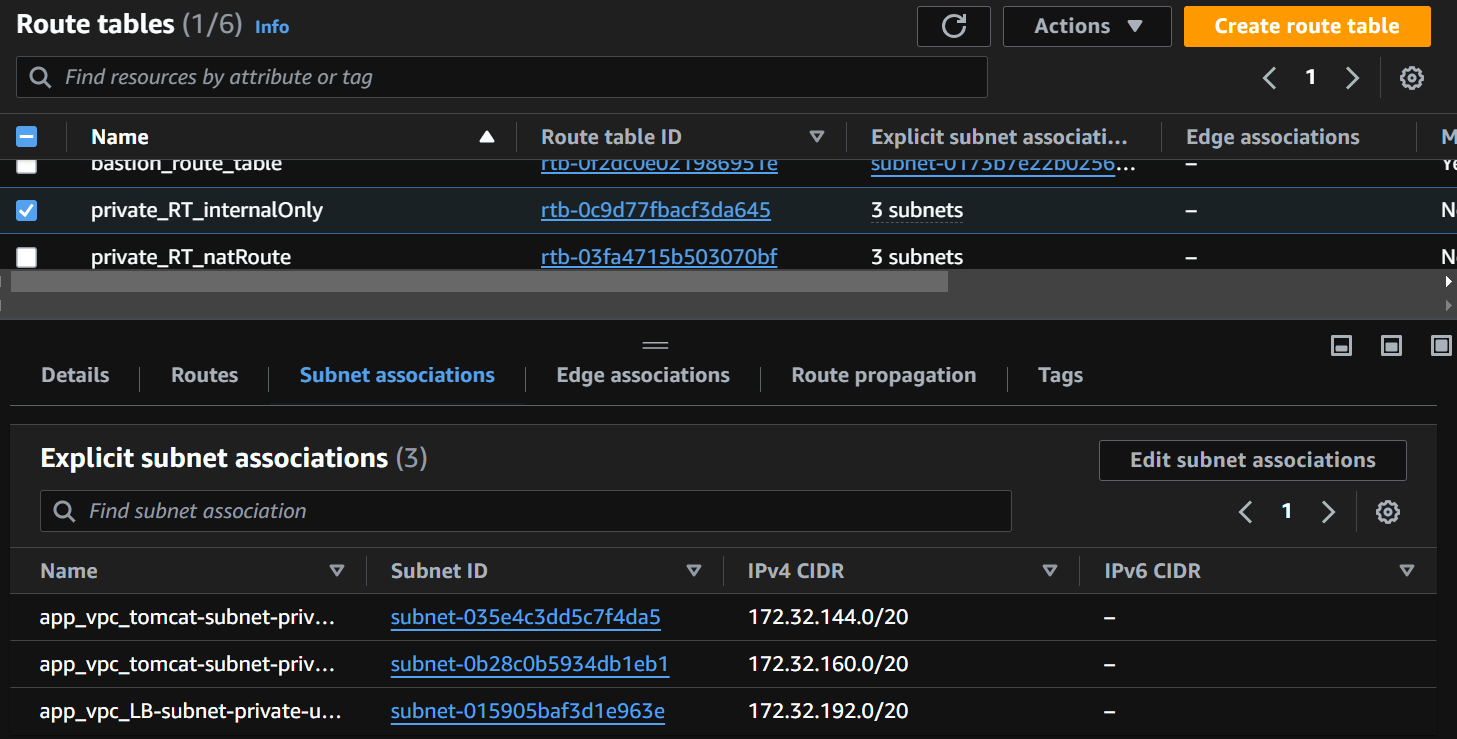 Route tables (1/6) Info
Actions ▼ Create route table
Find resources by attribute or tag
1
Name Route table ID Explicit subnet associati... Edge associations M
bastion_route_table rtb-0f2dc0e021986951e subnet-0173b7e22b0256... – Ye
private_RT_internalOnly rtb-0c9d77fbacf3da645 3 subnets – No
private_RT_natRoute rtb-03fa4715b503070bf 3 subnets – No
Details Routes Subnet associations Edge associations Route propagation Tags
Explicit subnet associations (3) Edit subnet associations
Find subnet association
1
Name Subnet ID IPv4 CIDR IPv6 CIDR
app_vpc_tomcat-subnet-priv... subnet-035e4c3dd5c7f4da5 172.32.144.0/20 –
app_vpc_tomcat-subnet-priv... subnet-0b28c0b5934db1eb1 172.32.160.0/20 –
app_vpc_LB-subnet-private-u... subnet-015905baf3d1e963e 172.32.192.0/20 –